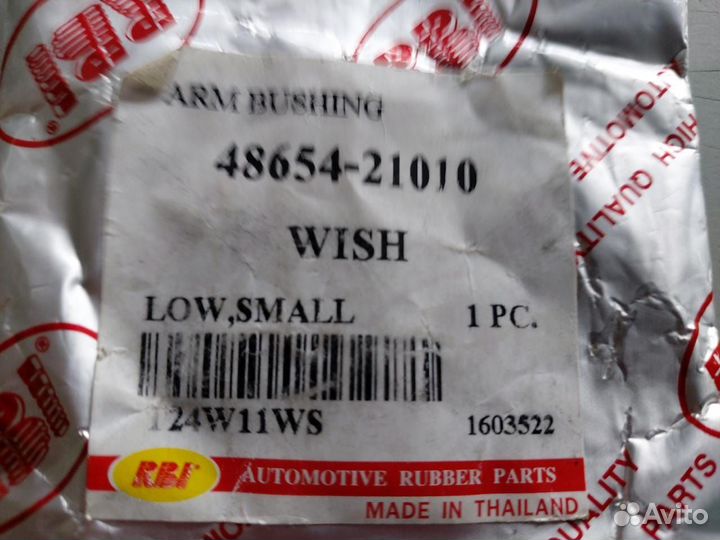 ARM BUSHING
48654-21010
WISH
LOW,SMALL 1 PC.
T24W11WS 1603522
RBI AUTOMOTIVE RUBBER PARTS
MADE IN THAILAND
HIGH QUALITY
AUTOMOTIVE
QUALITY
PARTS
Avito